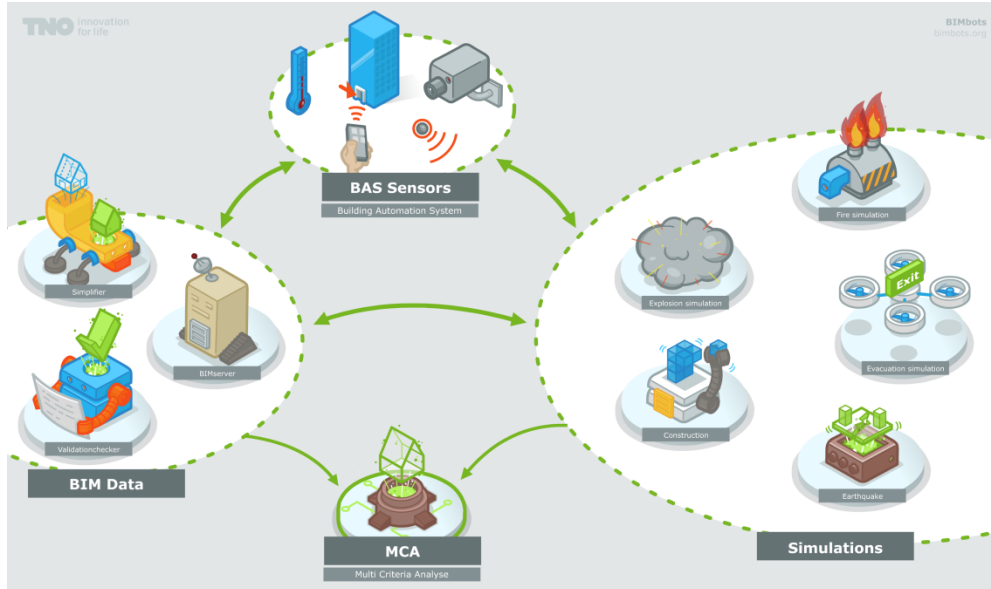 TNO innovation
for life
BIMbots
bimbots.org
BAS Sensors
Building Automation System
Fire simulation
Simplifier
Explosion simulation
Exit
BIMserver
Evacuation simulation
Validationchecker
Construction
BIM Data
Earthquake
MCA
Multi Criteria Analyse
Simulations